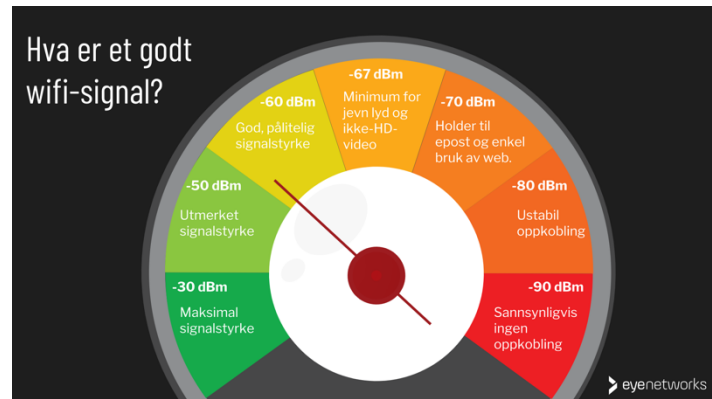 Hva er et godt
wifi-signal?
-30 dBm
Maksimal
signalstyrke
-50 dBm
Utmerket
signalstyrke
-60 dBm
God, pålitelig
signalstyrke
-67 dBm
Minimum for
jevn lyd og
ikke-HD-
video
-70 dBm
Holder til
epost og enkel
bruk av web.
-80 dBm
Ustabil
oppkobling
-90 dBm
Sannsynligvis
ingen
oppkobling
eyenetworks